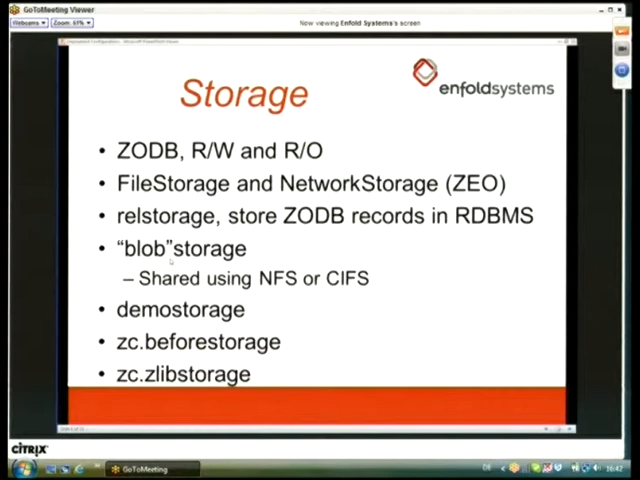 GoToMeeting Viewer
Webcams
Zoom: 69%
Now viewing Enfold Systems's screen
Storage
enfoldsystems
• ZODB, R/W and R/O
• FileStorage and NetworkStorage (ZEO)
• relstorage, store ZODB records in RDBMS
• “blob”storage
– Shared using NFS or CIFS
• demostorage
• zc.beforestorage
• zc.zlibstorage
CITRIX
GoToMeeting
DE
16:42